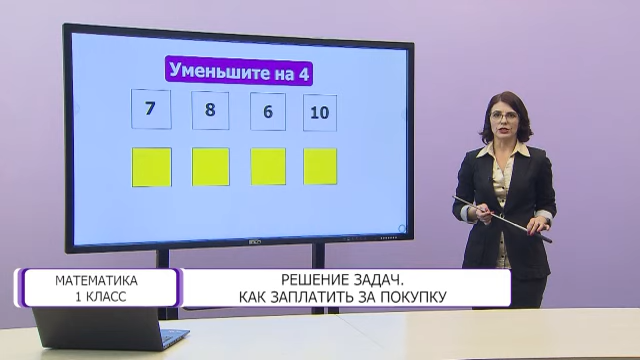 Уменьшите на 4
7 8 6 10
МАТЕМАТИКА
1 КЛАСС
РЕШЕНИЕ ЗАДАЧ.
КАК ЗАПЛАТИТЬ ЗА ПОКУПКУ